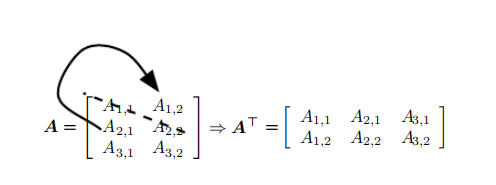 A = [ A1,1 A1,2
A2,1 A2,2
A3,1 A3,2 ] ⇒ A⊤ = [ A1,1 A2,1 A3,1
A1,2 A2,2 A3,2 ]